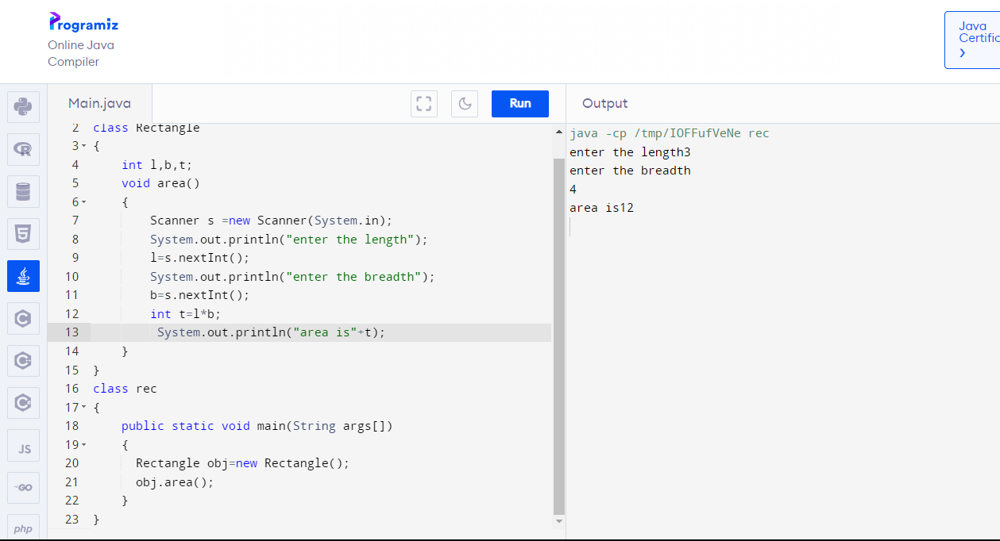 Programiz
Online Java
Compiler
Java
Certific
Main.java
Run
Output
2 class Rectangle
3 {
4 int l,b,t;
5 void area()
6 {
7 Scanner s =new Scanner(System.in);
8 System.out.println("enter the length");
9 l=s.nextInt();
10 System.out.println("enter the breadth");
11 b=s.nextInt();
12 int t=l*b;
13 System.out.println("area is"+t);
14 }
15 }
16 class rec
17 {
18 public static void main(String args[])
19 {
20 Rectangle obj=new Rectangle();
21 obj.area();
22 }
23 }
java -cp /tmp/IOFFufVeNe rec
enter the length3
enter the breadth
4
area is12
R
5
C
C
C
JS
GO
php